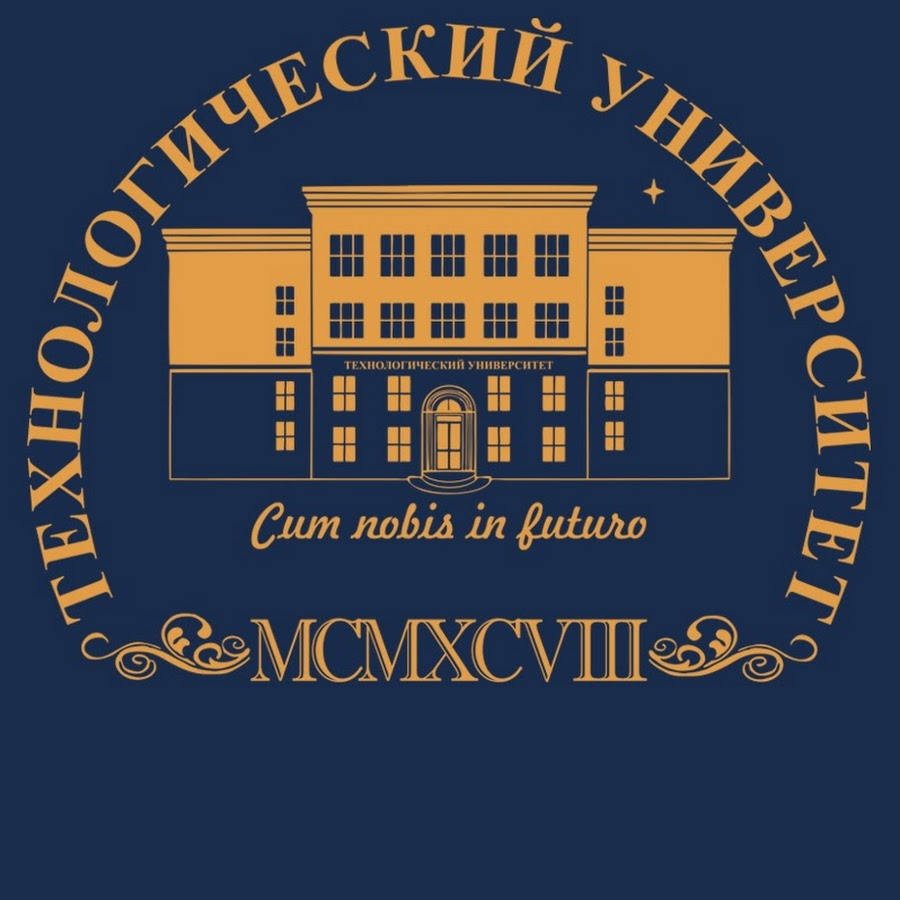 ТЕХНОЛОГИЧЕСКИЙ УНИВЕРСИТЕТ
ТЕХНОЛОГИЧЕСКИЙ УНИВЕРСИТЕТ
Cum nobis in futuro
MCMXCVIII